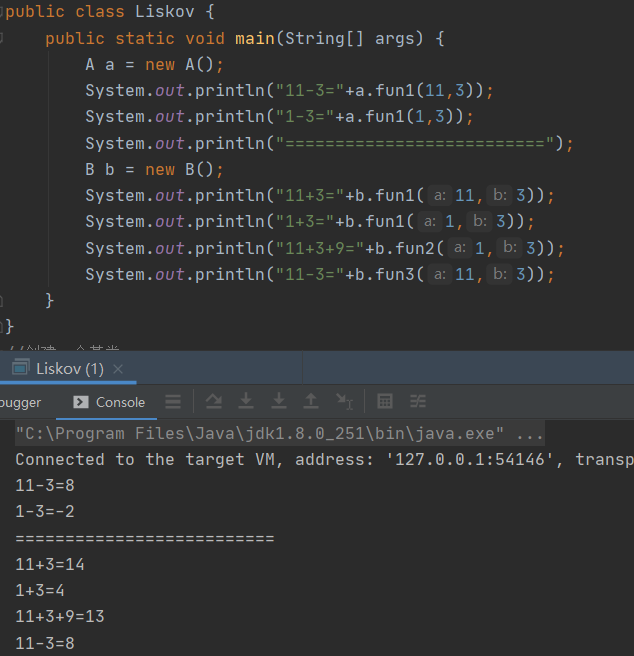 public class Liskov {
public static void main(String[] args) {
A a = new A();
System.out.println("11-3="+a.fun1(11,3));
System.out.println("1-3="+a.fun1(1,3));
System.out.println("==========================");
B b = new B();
System.out.println("11+3="+b.fun1( a: 11, b: 3));
System.out.println("1+3="+b.fun1( a: 1, b: 3));
System.out.println("11+3+9="+b.fun2( a: 1, b: 3));
System.out.println("11-3="+b.fun3( a: 11, b: 3));
}
}
Liskov (1) ×
bugger Console
"C:\Program Files\Java\jdk1.8.0_251\bin\java.exe" ...
Connected to the target VM, address: '127.0.0.1:54146', transp
11-3=8
1-3=-2
==========================
11+3=14
1+3=4
11+3+9=13
11-3=8